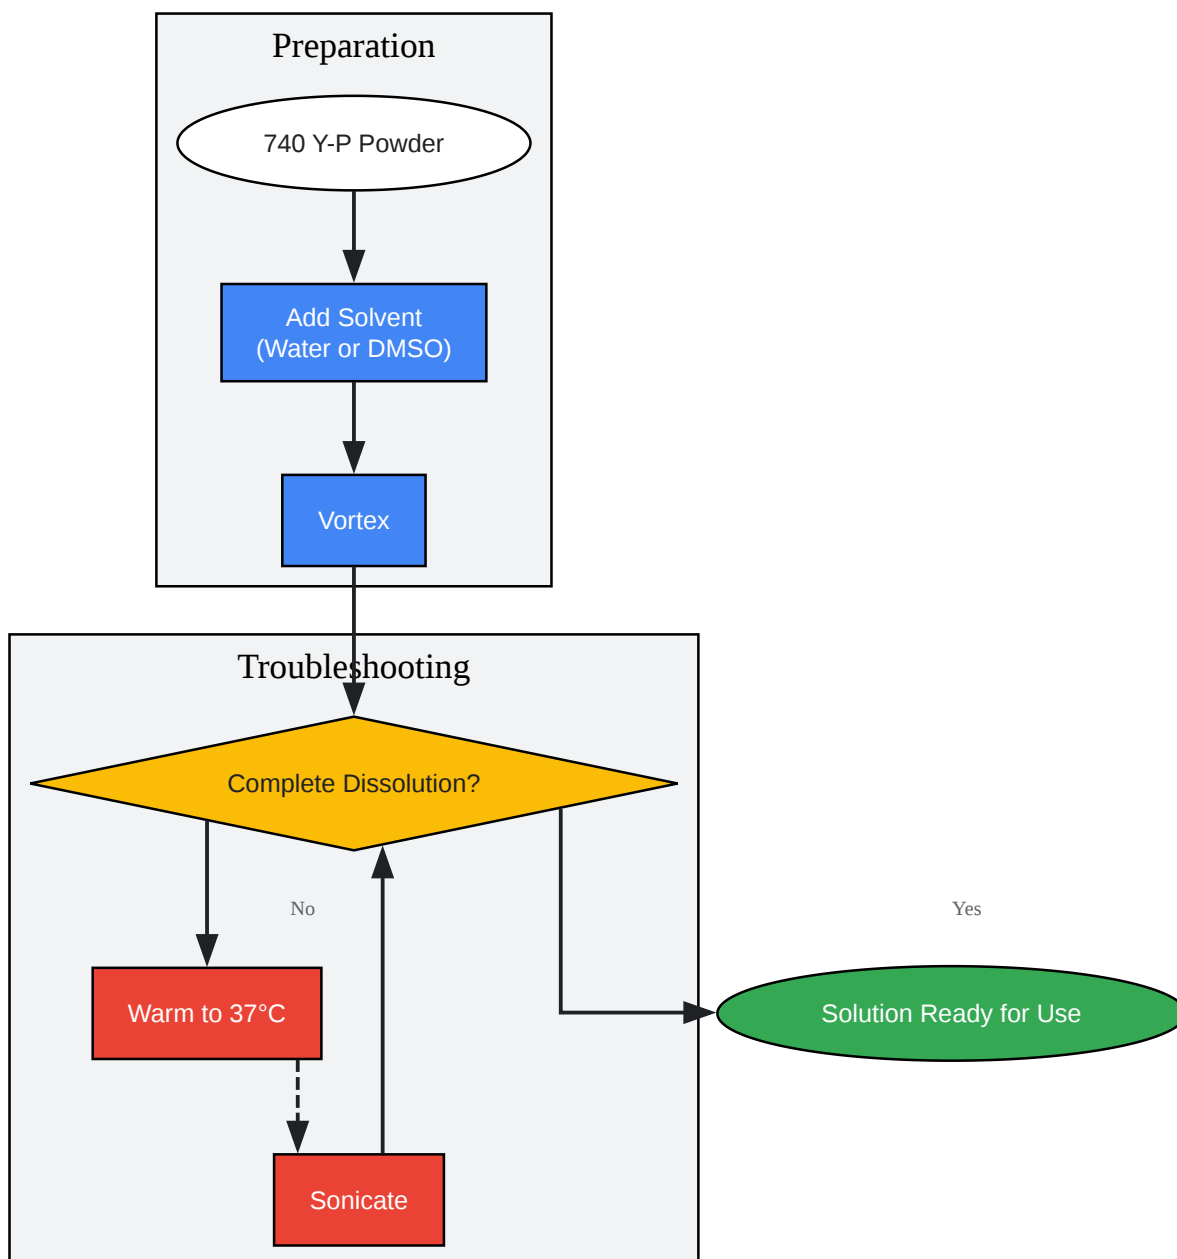 Preparation
740 Y-P Powder
Add Solvent
(Water or DMSO)
Vortex
Troubleshooting
Complete Dissolution?
No
Yes
Warm to 37°C
Solution Ready for Use
Sonicate